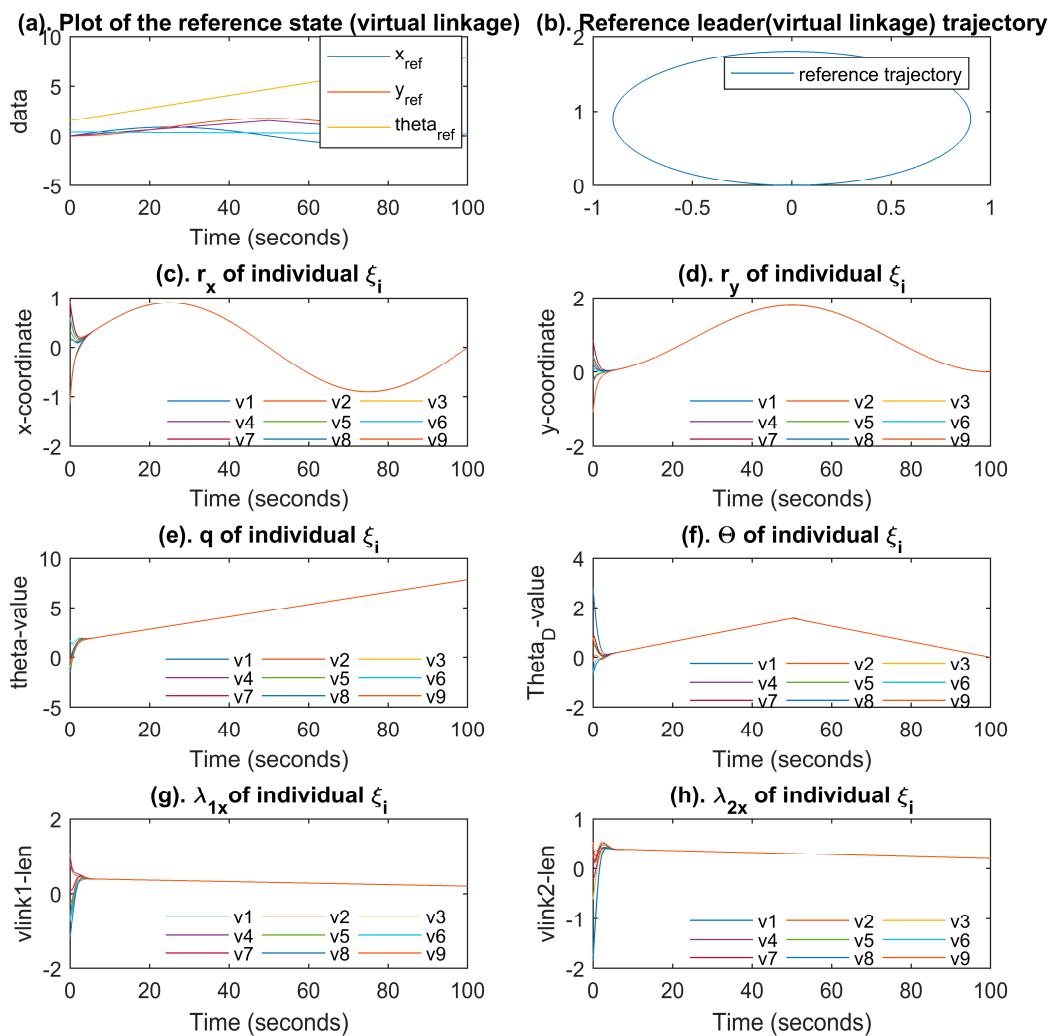 (a). Plot of the reference state (virtual linkage)
10
5
0
-5
data
x_ref
y_ref
theta_ref
0 20 40 60 80 100
Time (seconds)
(b). Reference leader(virtual linkage) trajectory
2
1
0
reference trajectory
-1 -0.5 0 0.5 1
(c). r_x of individual ξ_i
1
0
-1
-2
x-coordinate
v1 v2 v3
v4 v5 v6
v7 v8 v9
0 20 40 60 80 100
Time (seconds)
(d). r_y of individual ξ_i
2
0
-2
y-coordinate
v1 v2 v3
v4 v5 v6
v7 v8 v9
0 20 40 60 80 100
Time (seconds)
(e). q of individual ξ_i
10
5
0
-5
theta-value
v1 v2 v3
v4 v5 v6
v7 v8 v9
0 20 40 60 80 100
Time (seconds)
(f). Θ of individual ξ_i
4
2
0
-2
Theta_D-value
v1 v2 v3
v4 v5 v6
v7 v8 v9
0 20 40 60 80 100
Time (seconds)
(g). λ_1x of individual ξ_i
2
0
-2
vlink1-len
v1 v2 v3
v4 v5 v6
v7 v8 v9
0 20 40 60 80 100
Time (seconds)
(h). λ_2x of individual ξ_i
1
0
-1
-2
vlink2-len
v1 v2 v3
v4 v5 v6
v7 v8 v9
0 20 40 60 80 100
Time (seconds)